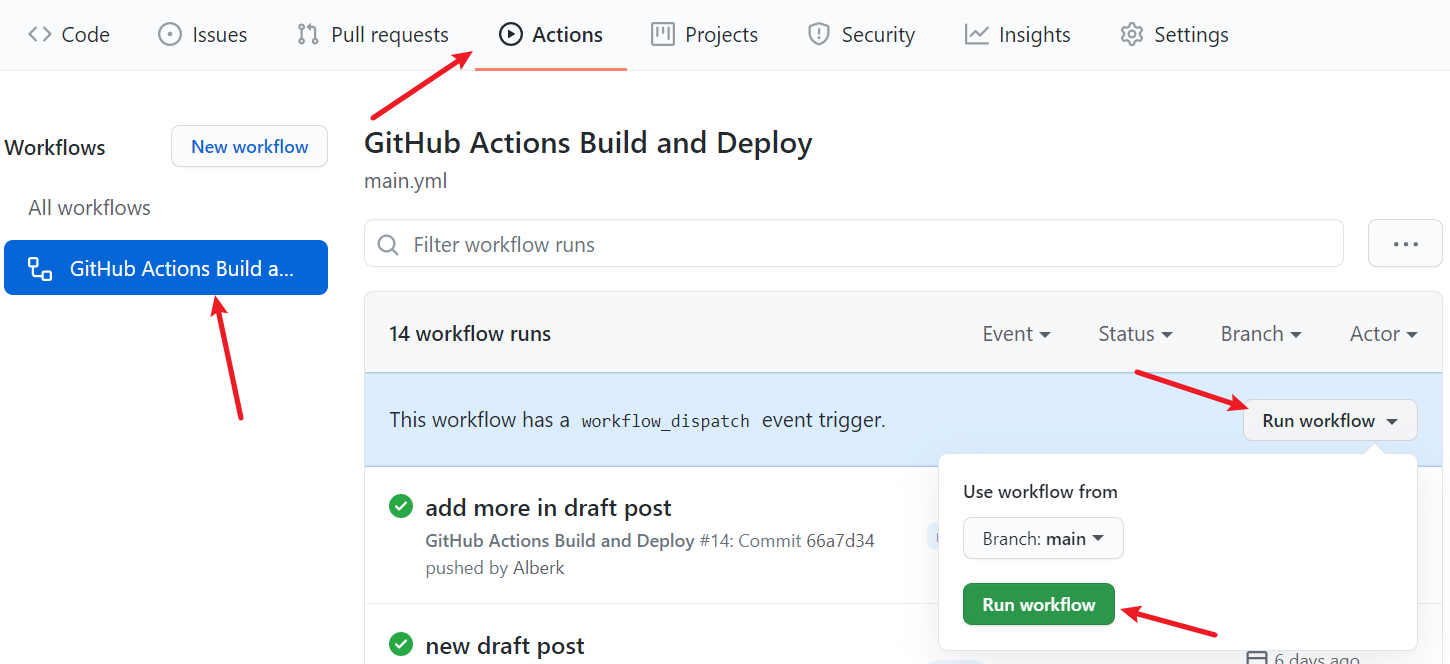 Code Issues Pull requests Actions Projects Security Insights Settings
Workflows
New workflow
All workflows
GitHub Actions Build a...
GitHub Actions Build and Deploy
main.yml
Filter workflow runs
14 workflow runs
Event Status Branch Actor
This workflow has a workflow_dispatch event trigger.
Run workflow
Use workflow from
Branch: main
Run workflow
add more in draft post
GitHub Actions Build and Deploy #14: Commit 66a7d34
pushed by Alberk
new draft post
6 days ago